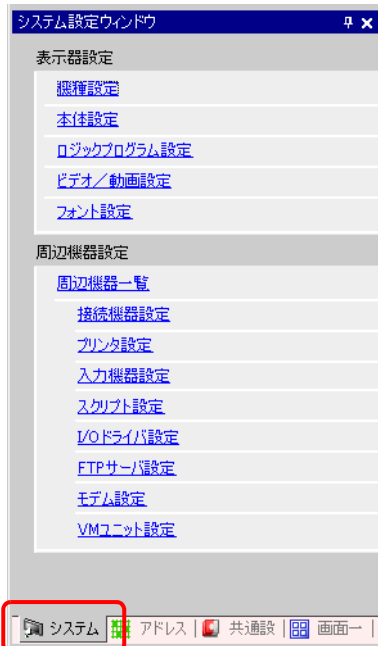 システム設定ウィンドウ
表示器設定
機種設定
本体設定
ロジックプログラム設定
ビデオ／動画設定
フォント設定
周辺機器設定
周辺機器一覧
接続機器設定
プリンタ設定
入力機器設定
スクリプト設定
I/Oドライバ設定
FTPサーバ設定
モデム設定
VMユニット設定
システム アドレス 共通設 画面一